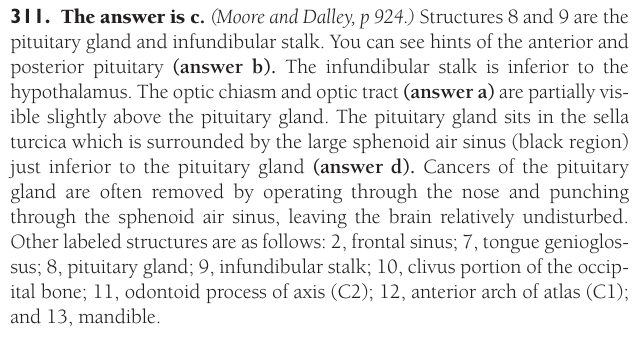 311. The answer is c. (Moore and Dalley, p 924.) Structures 8 and 9 are the
pituitary gland and infundibular stalk. You can see hints of the anterior and
posterior pituitary (answer b). The infundibular stalk is inferior to the
hypothalamus. The optic chiasm and optic tract (answer a) are partially vis-
ible slightly above the pituitary gland. The pituitary gland sits in the sella
turcica which is surrounded by the large sphenoid air sinus (black region)
just inferior to the pituitary gland (answer d). Cancers of the pituitary
gland are often removed by operating through the nose and punching
through the sphenoid air sinus, leaving the brain relatively undisturbed.
Other labeled structures are as follows: 2, frontal sinus; 7, tongue genioglos-
sus; 8, pituitary gland; 9, infundibular stalk; 10, clivus portion of the occip-
ital bone; 11, odontoid process of axis (C2); 12, anterior arch of atlas (C1);
and 13, mandible.